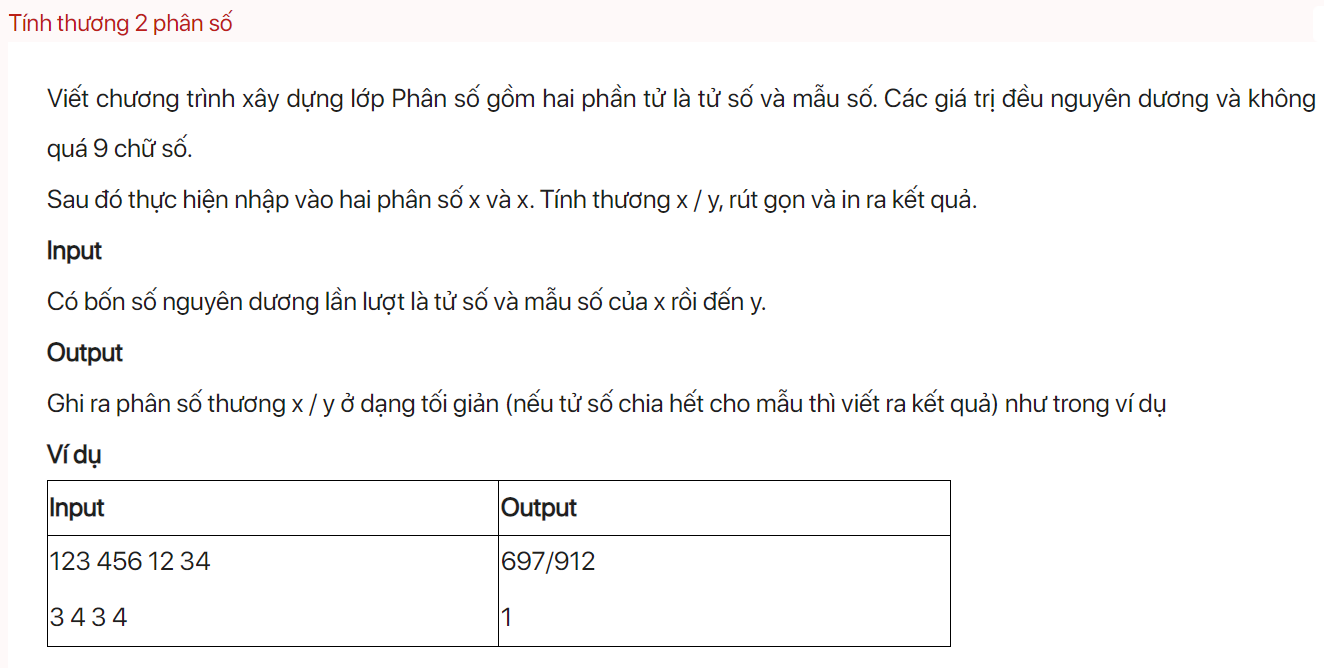 Tính thương 2 phân số
Viết chương trình xây dựng lớp Phân số gồm hai phần tử là tử số và mẫu số. Các giá trị đều nguyên dương và không
quá 9 chữ số.
Sau đó thực hiện nhập vào hai phân số x và x. Tính thương x / y, rút gọn và in ra kết quả.
Input
Có bốn số nguyên dương lần lượt là tử số và mẫu số của x rồi đến y.
Output
Ghi ra phân số thương x / y ở dạng tối giản (nếu tử số chia hết cho mẫu thì viết ra kết quả) như trong ví dụ
Ví dụ
Input Output
123 456 12 34 697/912
3 4 3 4 1